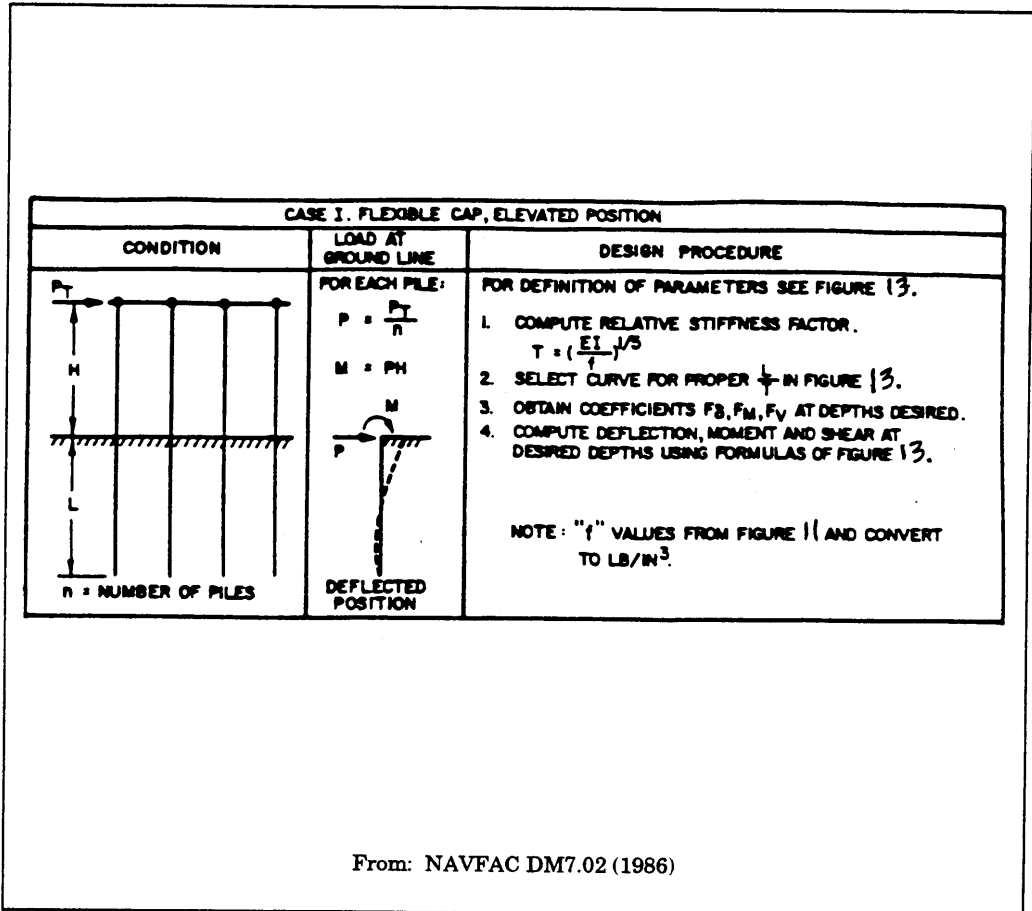 CASE I. FLEXIBLE CAP, ELEVATED POSITION
CONDITION
LOAD AT
GROUND LINE
DESIGN PROCEDURE
PT
H
L
n = NUMBER OF PILES
FOR EACH PILE:
P = PT/n
M = PH
M
P
DEFLECTED
POSITION
FOR DEFINITION OF PARAMETERS SEE FIGURE 13.
1. COMPUTE RELATIVE STIFFNESS FACTOR.
T = (EI/f)^1/5
2. SELECT CURVE FOR PROPER L/T IN FIGURE 13.
3. OBTAIN COEFFICIENTS Fδ, FM, FV AT DEPTHS DESIRED.
4. COMPUTE DEFLECTION, MOMENT AND SHEAR AT
DESIRED DEPTHS USING FORMULAS OF FIGURE 13.
NOTE: "f" VALUES FROM FIGURE 11 AND CONVERT
TO LB/IN³.
From: NAVFAC DM7.02 (1986)